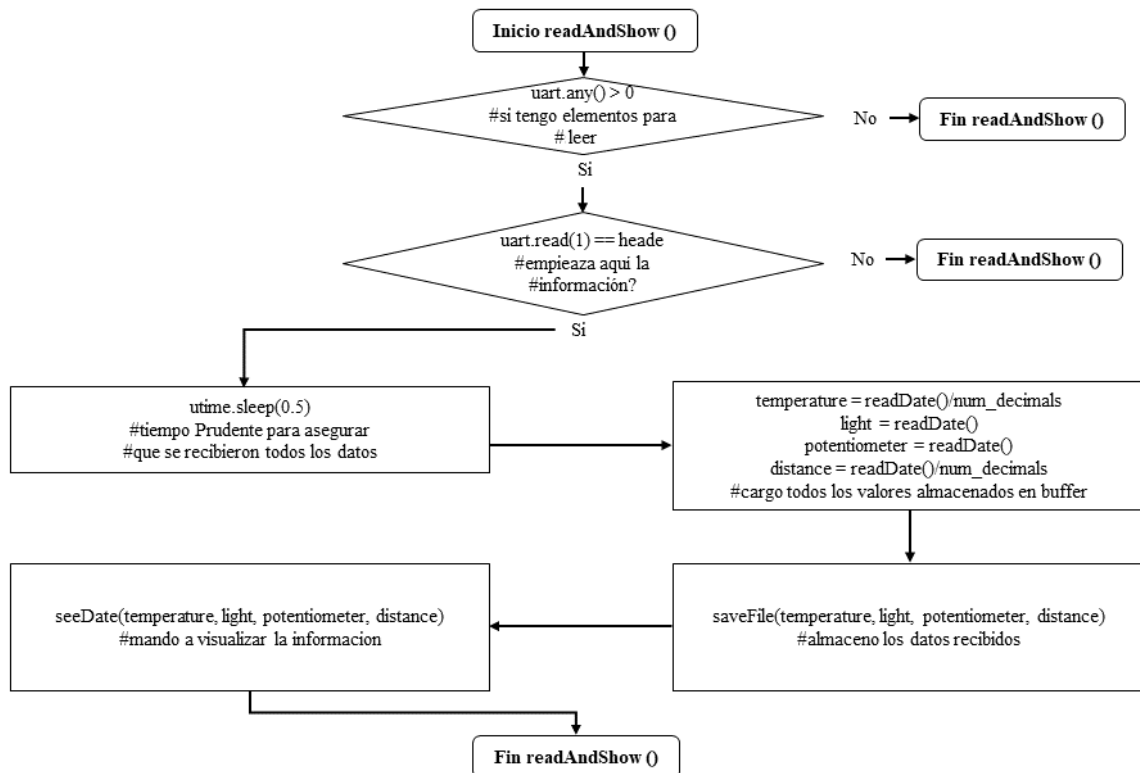 Inicio readAndShow ()
uart.any() > 0
#si tengo elementos para
# leer
No
Fin readAndShow ()
Si
uart.read(1) == heade
#empieaza aqui la
#información?
No
Fin readAndShow ()
Si
utime.sleep(0.5)
#tiempo Prudente para asegurar
#que se recibieron todos los datos
temperature = readDate()/num_decimals
light = readDate()
potentiometer = readDate()
distance = readDate()/num_decimals
#cargo todos los valores almacenados en buffer
seeDate(temperature, light, potentiometer, distance)
#mando a visualizar la informacion
saveFile(temperature, light, potentiometer, distance)
#almaceno los datos recibidos
Fin readAndShow ()